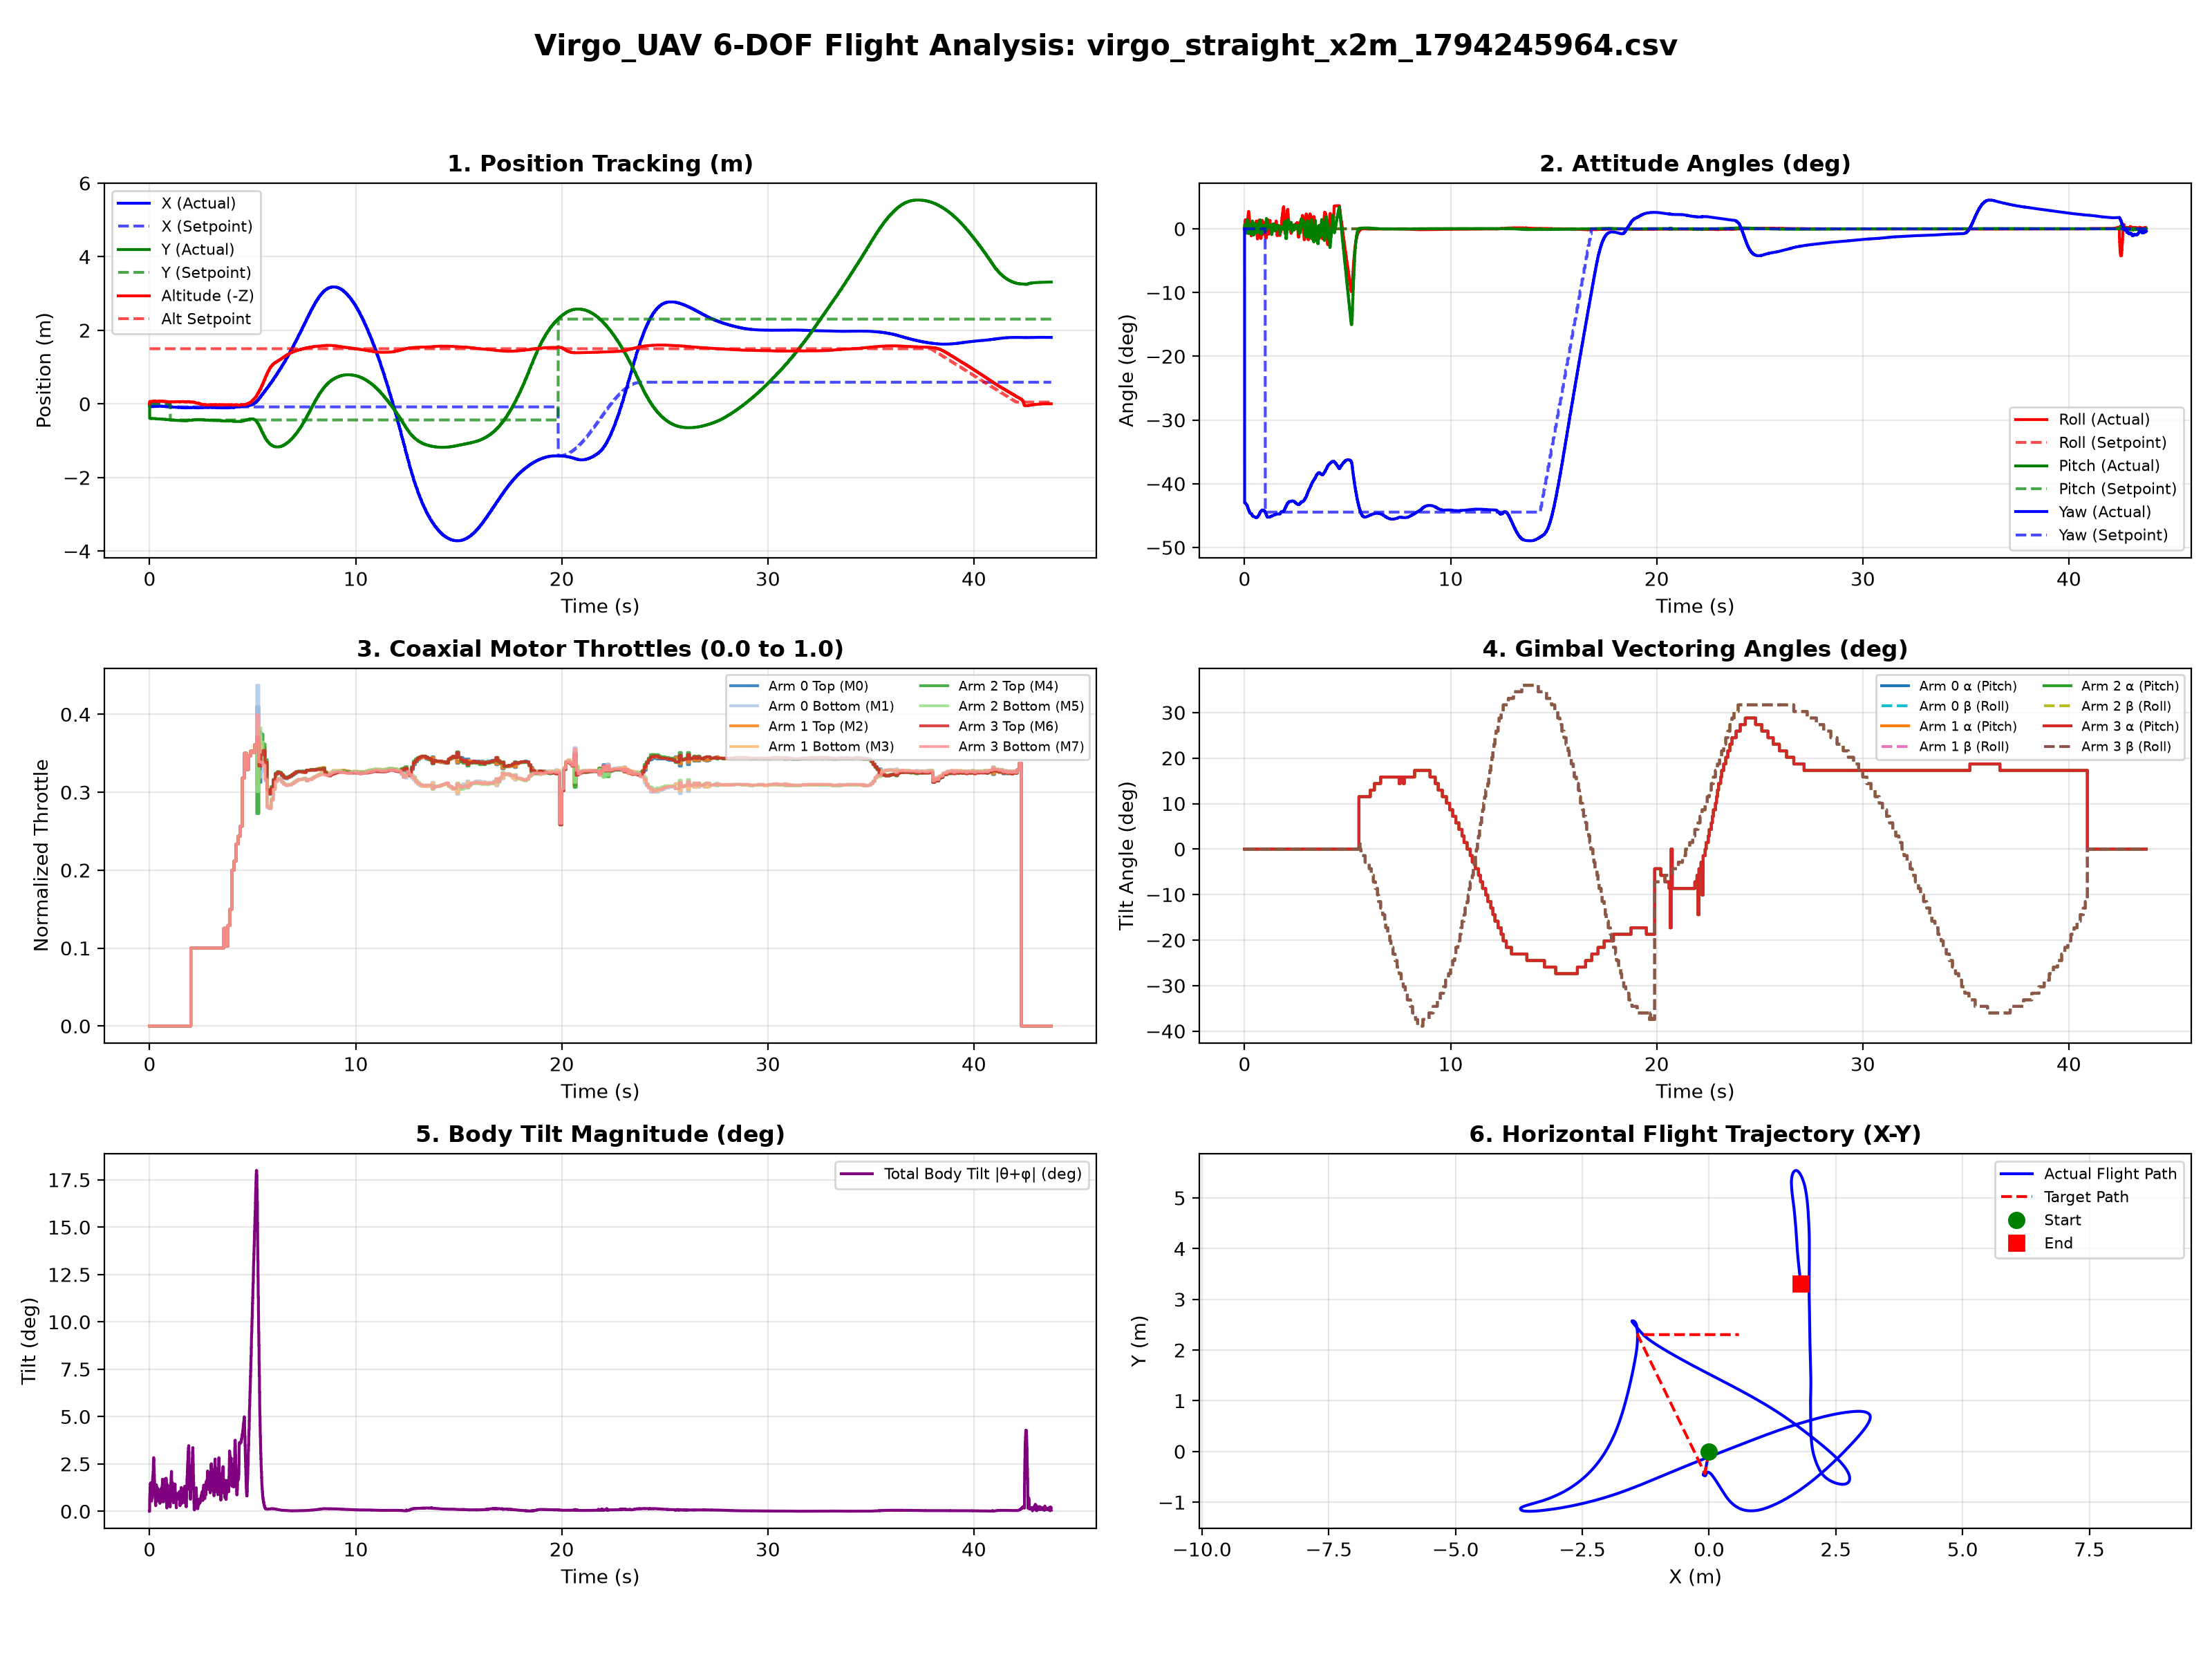 Virgo_UAV 6-DOF Flight Analysis: virgo_straight_x2m_1794245964.csv
1. Position Tracking (m)
6
4
2
0
−2
−4
Position (m)
X (Actual)
X (Setpoint)
Y (Actual)
Y (Setpoint)
Altitude (-Z)
Alt Setpoint
0
10
20
30
40
Time (s)
2. Attitude Angles (deg)
0
−10
−20
−30
−40
−50
Angle (deg)
Roll (Actual)
Roll (Setpoint)
Pitch (Actual)
Pitch (Setpoint)
Yaw (Actual)
Yaw (Setpoint)
0
10
20
30
40
Time (s)
3. Coaxial Motor Throttles (0.0 to 1.0)
0.4
0.3
0.2
0.1
0.0
Normalized Throttle
Arm 0 Top (M0)
Arm 0 Bottom (M1)
Arm 1 Top (M2)
Arm 1 Bottom (M3)
Arm 2 Top (M4)
Arm 2 Bottom (M5)
Arm 3 Top (M6)
Arm 3 Bottom (M7)
0
10
20
30
40
Time (s)
4. Gimbal Vectoring Angles (deg)
30
20
10
0
−10
−20
−30
−40
Tilt Angle (deg)
Arm 0 α (Pitch)
Arm 0 β (Roll)
Arm 1 α (Pitch)
Arm 1 β (Roll)
Arm 2 α (Pitch)
Arm 2 β (Roll)
Arm 3 α (Pitch)
Arm 3 β (Roll)
0
10
20
30
40
Time (s)
5. Body Tilt Magnitude (deg)
17.5
15.0
12.5
10.0
7.5
5.0
2.5
0.0
Tilt (deg)
Total Body Tilt |θ+φ| (deg)
0
10
20
30
40
Time (s)
6. Horizontal Flight Trajectory (X-Y)
5
4
3
2
1
0
−1
Y (m)
Actual Flight Path
Target Path
Start
End
−10.0
−7.5
−5.0
−2.5
0.0
2.5
5.0
7.5
X (m)